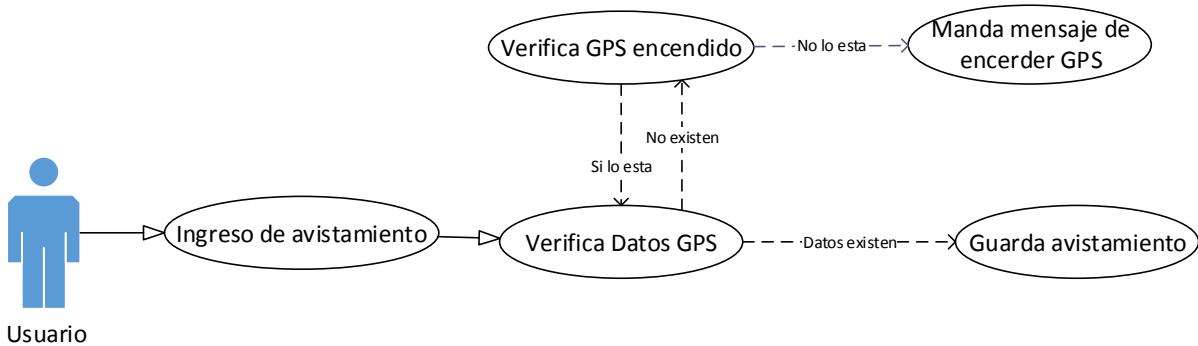 Verifica GPS encendido
No lo esta
Manda mensaje de
encerder GPS
No existen
Si lo esta
Ingreso de avistamiento
Verifica Datos GPS
Datos existen
Guarda avistamiento
Usuario